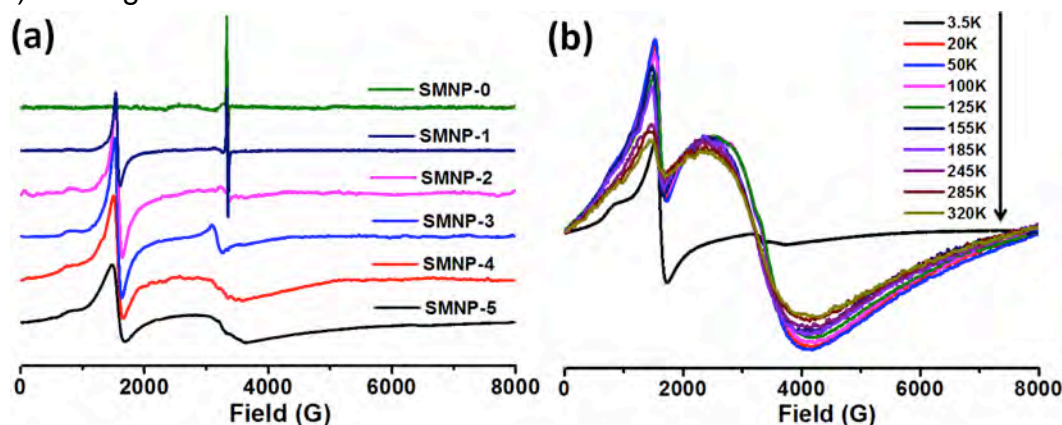 (a)
SMNP-0
SMNP-1
SMNP-2
SMNP-3
SMNP-4
SMNP-5
0 2000 4000 6000 8000
Field (G)
(b)
3.5K
20K
50K
100K
125K
155K
185K
245K
285K
320K
0 2000 4000 6000 8000
Field (G)